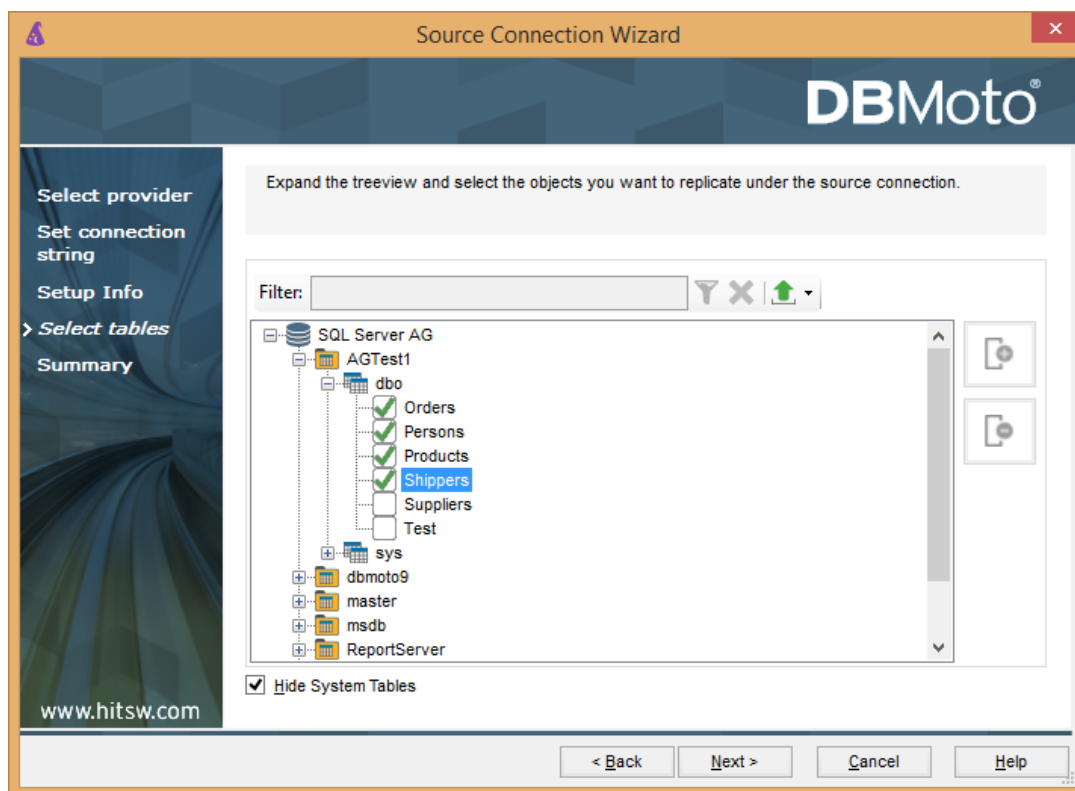 Source Connection Wizard
DBMoto®
Select provider
Set connection
string
Setup Info
Select tables
Summary
www.hitsw.com
Expand the treeview and select the objects you want to replicate under the source connection.
Filter:
SQL Server AG
AGTest1
dbo
Orders
Persons
Products
Shippers
Suppliers
Test
sys
dbmoto9
master
msdb
ReportServer
Hide System Tables
< Back Next > Cancel Help